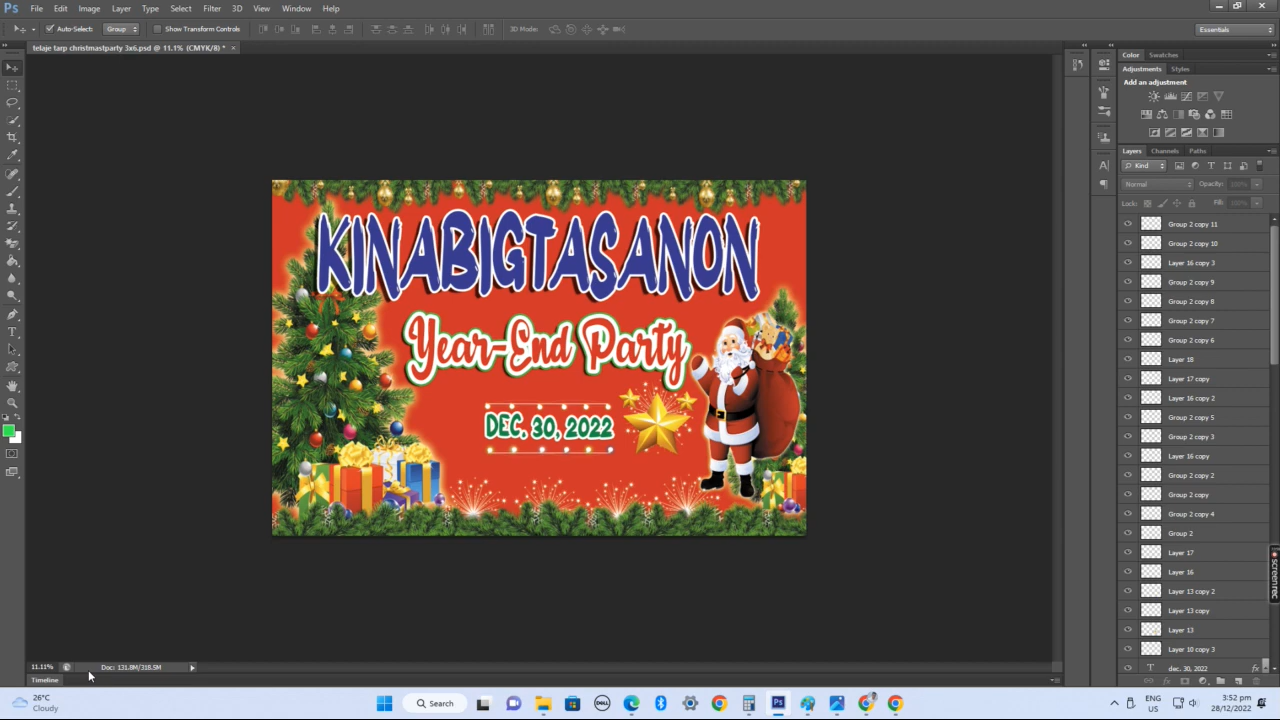 Ps File Edit Image Layer Type Select Filter 3D View Window Help
Auto-Select: Group Show Transform Controls 3D Mode: Essentials
telaje tarp christmastparty 3x6.psd @ 11.1% (CMYK/8) * ×
Color Swatches
Adjustments Styles
Add an adjustment
Layers Channels Paths
Kind
Normal Opacity: 100%
Lock: Fill: 100%
Group 2 copy 11
Group 2 copy 10
Layer 16 copy 3
Group 2 copy 9
Group 2 copy 8
Group 2 copy 7
Group 2 copy 6
Layer 18
Layer 17 copy
Layer 16 copy 2
Group 2 copy 5
Group 2 copy 3
Layer 16 copy
Group 2 copy 2
Group 2 copy
Group 2 copy 4
Group 2
Layer 17
Layer 16
Layer 13 copy 2
Layer 13 copy
Layer 13
Layer 10 copy 3
T dec. 30, 2022 fx
KINABIGTASANON
Year-End Party
DEC. 30, 2022
screenrec
11.11% Doc: 131.8M/318.5M
Timeline
26°C
Cloudy
Search
DELL
Ps
ENG
US
3:52 pm
28/12/2022